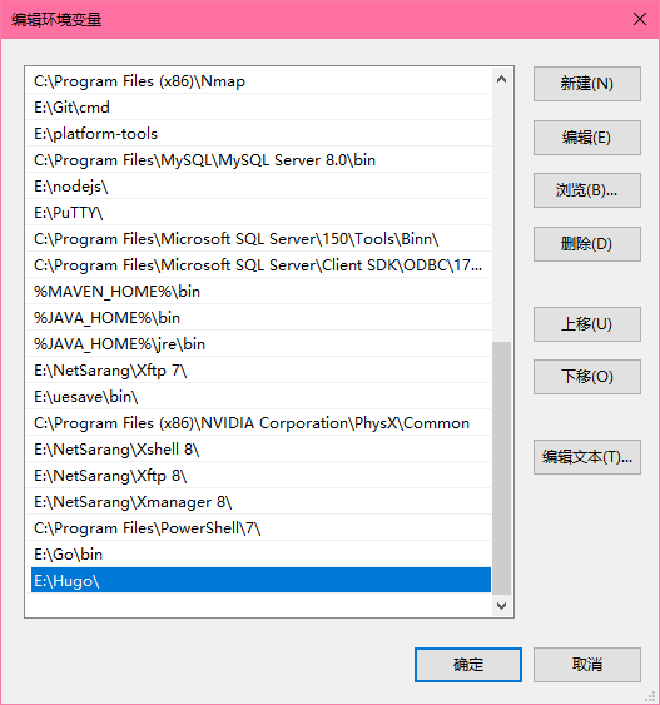 编辑环境变量
C:\Program Files (x86)\Nmap
E:\Git\cmd
E:\platform-tools
C:\Program Files\MySQL\MySQL Server 8.0\bin
E:\nodejs\
E:\PuTTY\
C:\Program Files\Microsoft SQL Server\150\Tools\Binn\
C:\Program Files\Microsoft SQL Server\Client SDK\ODBC\17...
%MAVEN_HOME%\bin
%JAVA_HOME%\bin
%JAVA_HOME%\jre\bin
E:\NetSarang\Xftp 7\
E:\uesave\bin\
C:\Program Files (x86)\NVIDIA Corporation\PhysX\Common
E:\NetSarang\Xshell 8\
E:\NetSarang\Xftp 8\
E:\NetSarang\Xmanager 8\
C:\Program Files\PowerShell\7\
E:\Go\bin
E:\Hugo\
新建(N)
编辑(E)
浏览(B)...
删除(D)
上移(U)
下移(O)
编辑文本(T)...
确定
取消